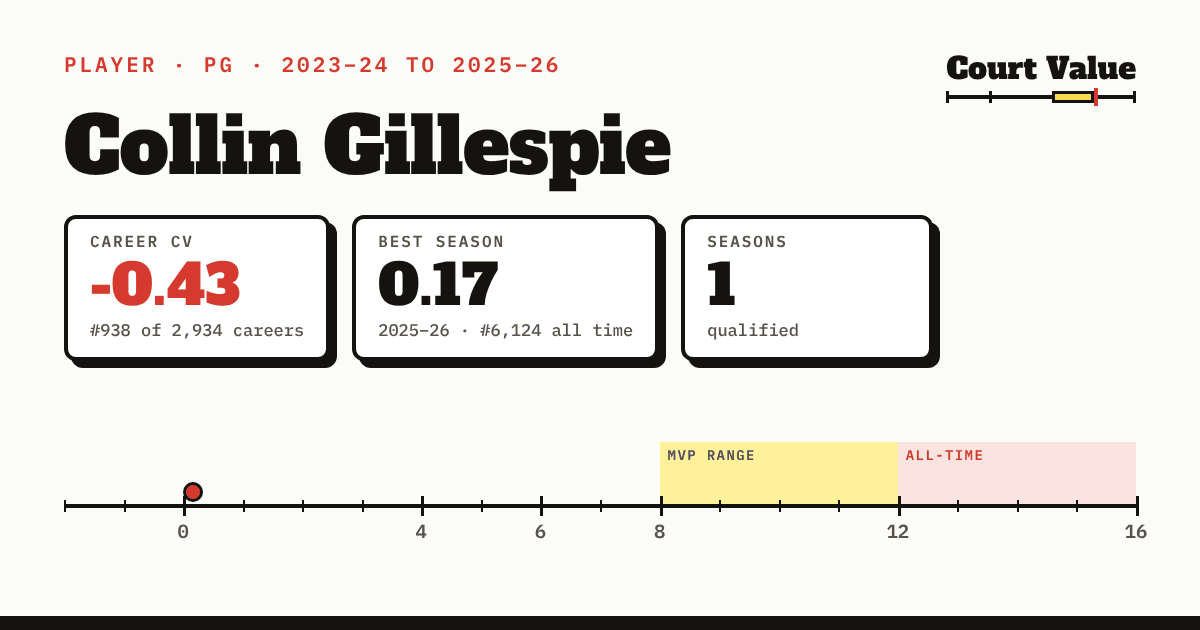 PLAYER · PG · 2023–24 TO 2025–26
Court Value
Collin Gillespie
CAREER CV
-0.43
#938 of 2,934 careers
BEST SEASON
0.17
2025–26 · #6,124 all time
SEASONS
1
qualified
MVP RANGE
ALL-TIME
0
4
6
8
12
16